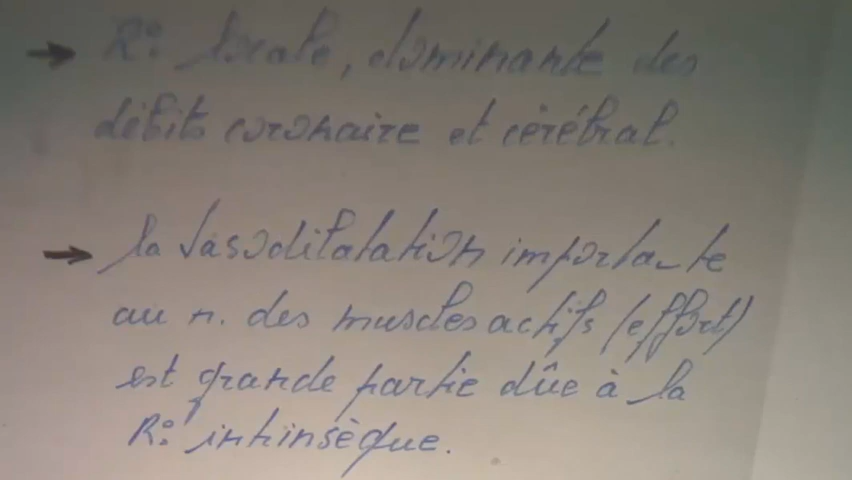 → R°: locale, dominante des
débits coronaire et cérébral.
→ la vasodilatation importante
au n. des muscles actifs (effort)
est grande partie dûe à la
R°: intrinsèque.